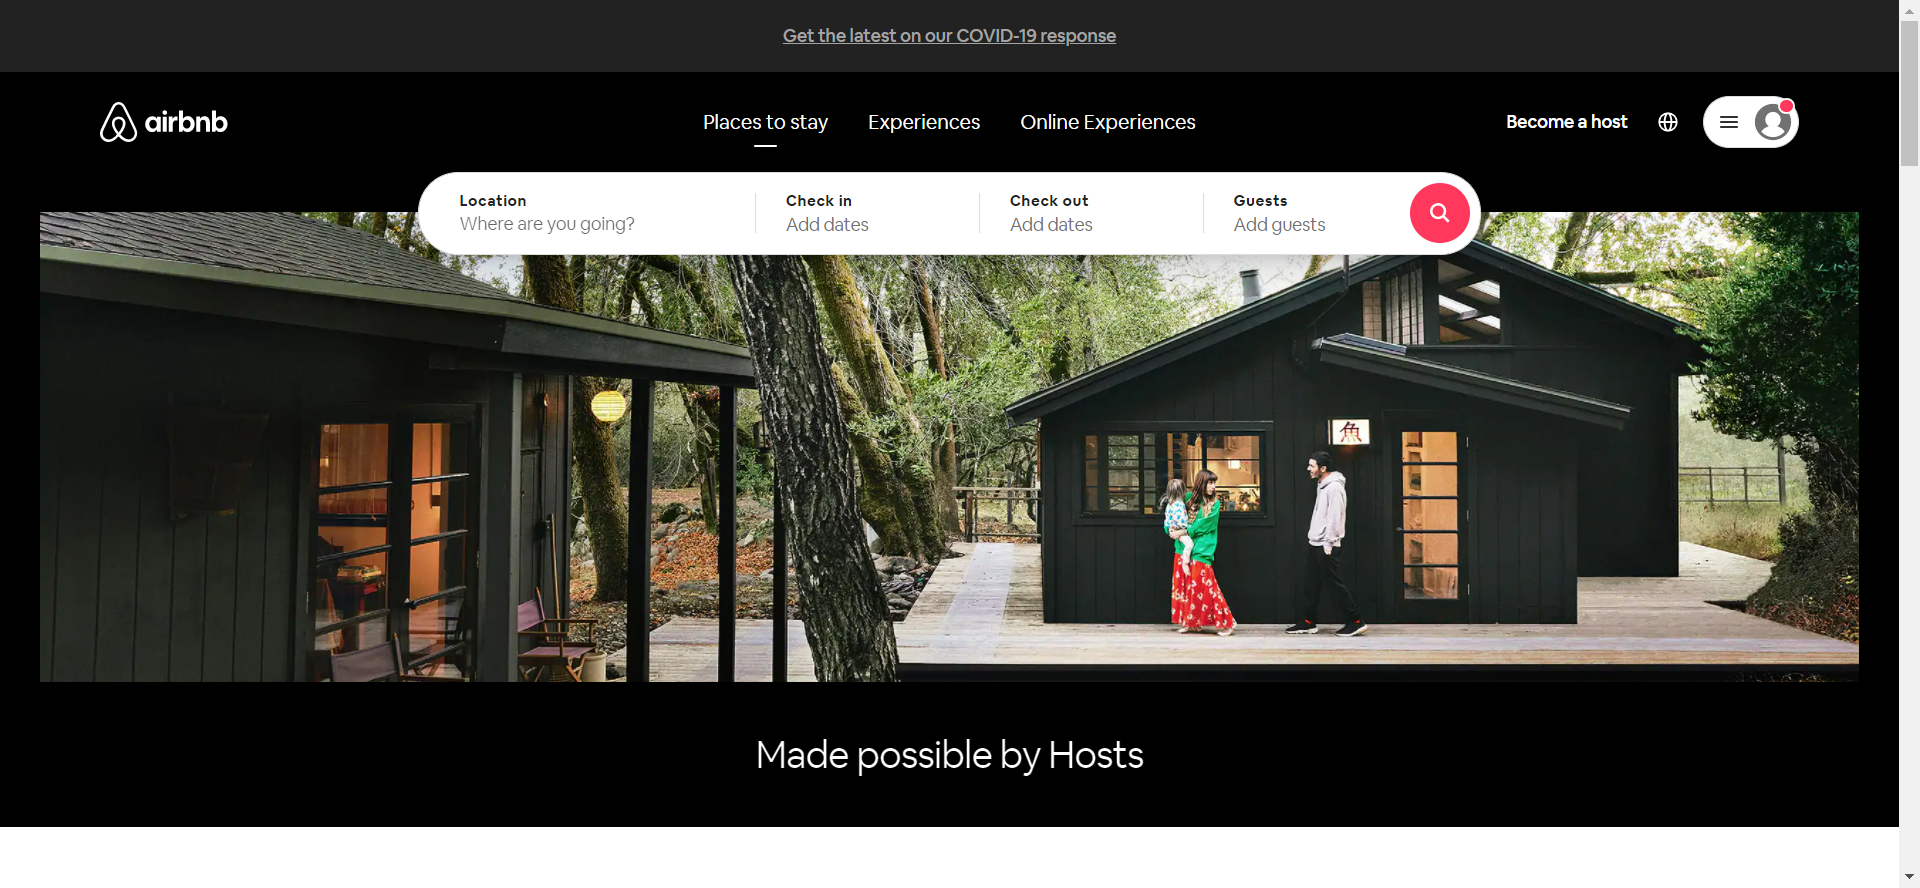 Get the latest on our COVID-19 response
airbnb
Places to stay
Experiences
Online Experiences
Become a host
Location
Where are you going?
Check in
Add dates
Check out
Add dates
Guests
Add guests
魚
Made possible by Hosts